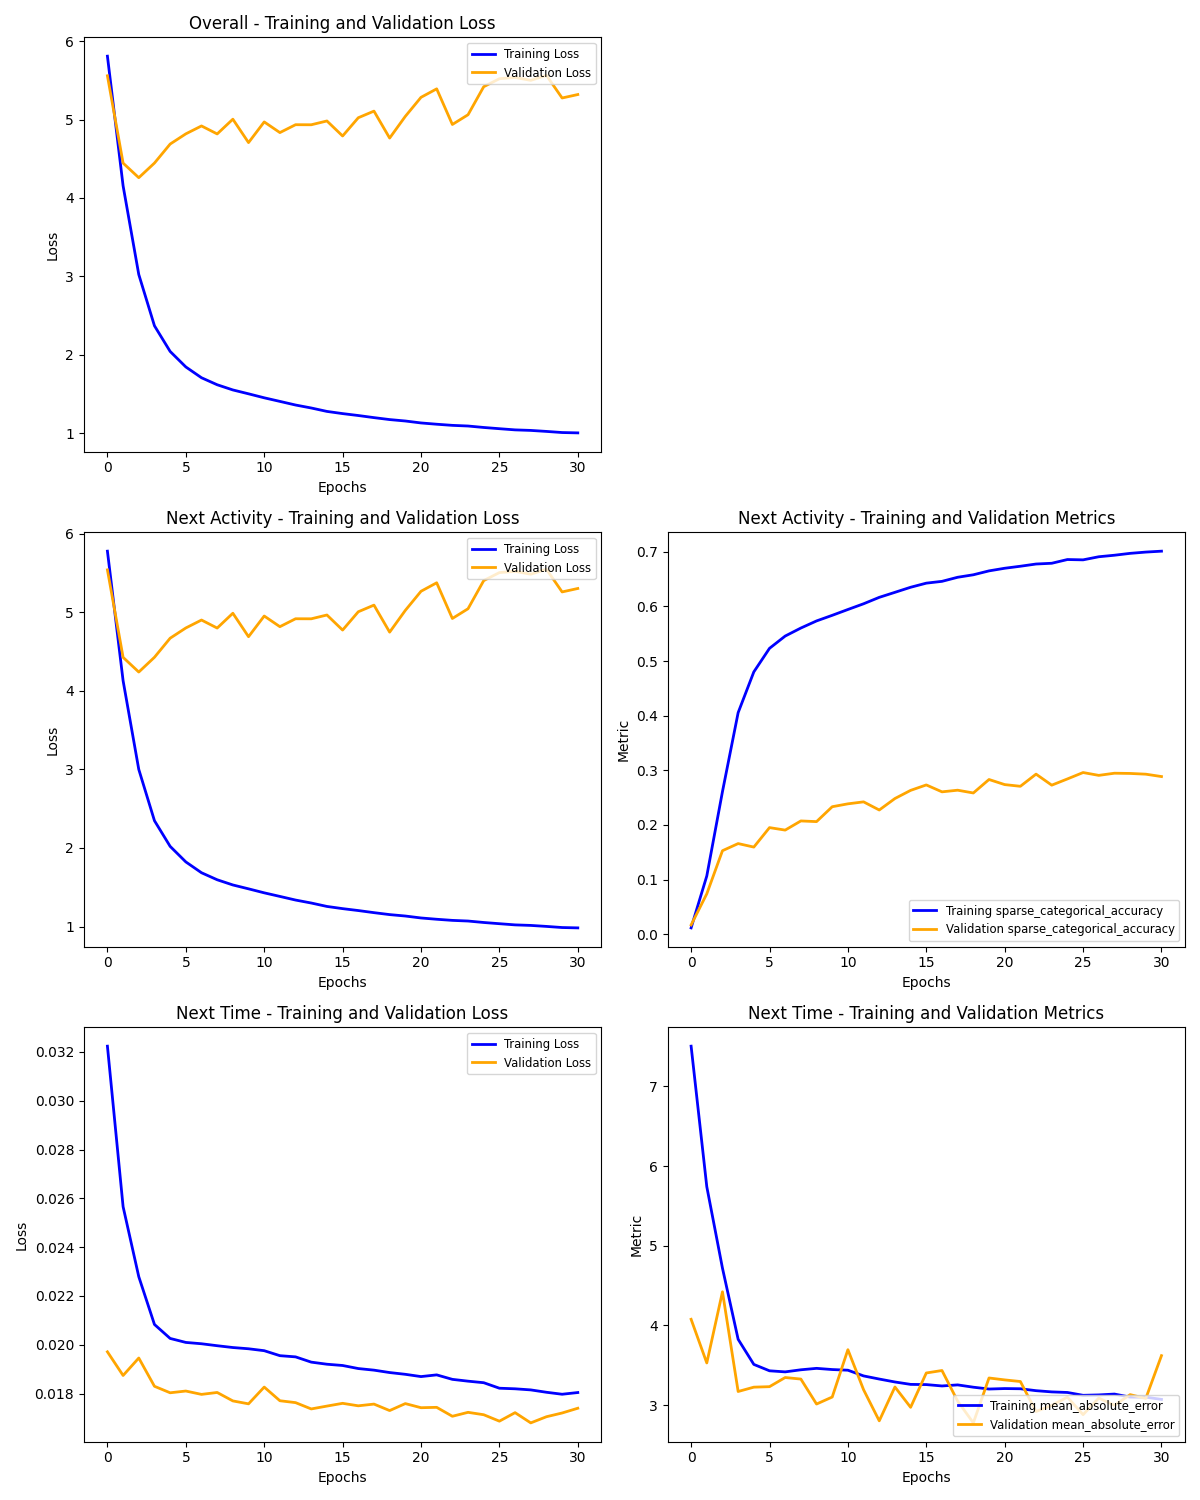 Overall - Training and Validation Loss
6
5
4
3
2
1
Loss
Training Loss
Validation Loss
0 5 10 15 20 25 30
Epochs
Next Activity - Training and Validation Loss
6
5
4
3
2
1
Loss
Training Loss
Validation Loss
0 5 10 15 20 25 30
Epochs
Next Activity - Training and Validation Metrics
0.7
0.6
0.5
0.4
0.3
0.2
0.1
0.0
Metric
Training sparse_categorical_accuracy
Validation sparse_categorical_accuracy
0 5 10 15 20 25 30
Epochs
Next Time - Training and Validation Loss
0.032
0.030
0.028
0.026
0.024
0.022
0.020
0.018
Loss
Training Loss
Validation Loss
0 5 10 15 20 25 30
Epochs
Next Time - Training and Validation Metrics
7
6
5
4
3
Metric
Training mean_absolute_error
Validation mean_absolute_error
0 5 10 15 20 25 30
Epochs